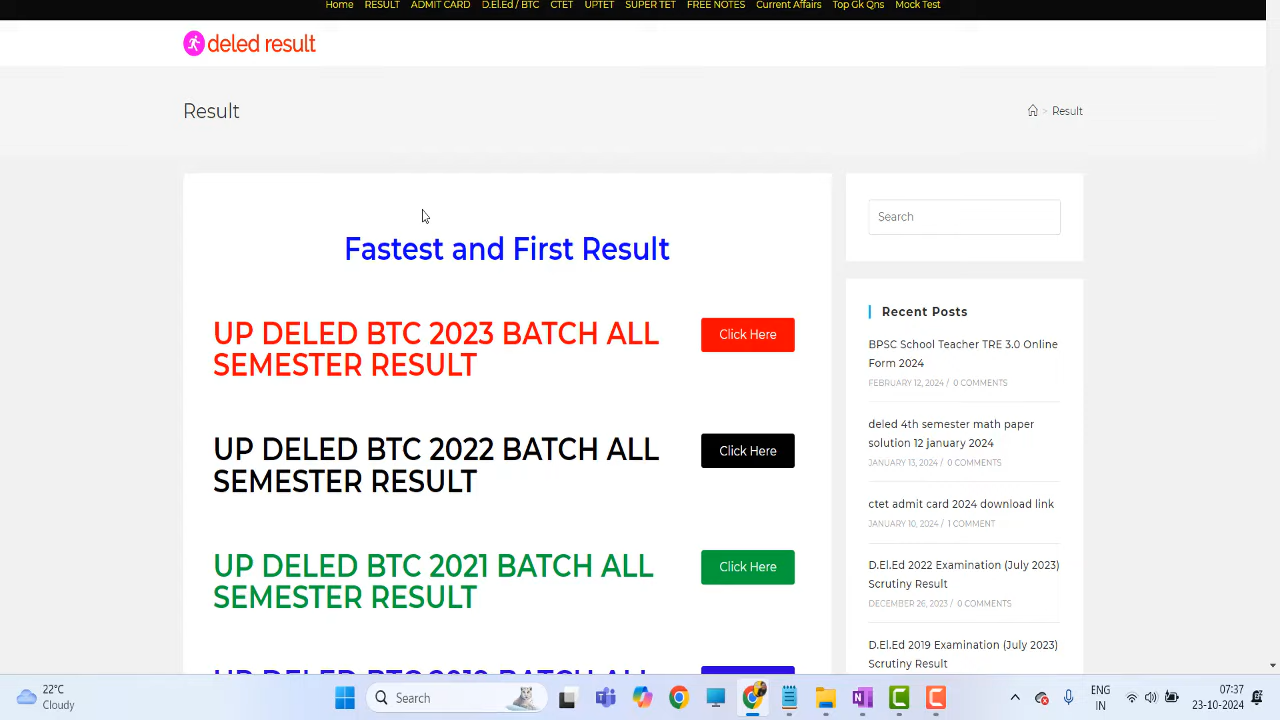 Home RESULT ADMIT CARD D.El.Ed / BTC CTET UPTET SUPER TET FREE NOTES Current Affairs Top Gk Qns Mock Test
deled result
Result
> Result
Fastest and First Result
UP DELED BTC 2023 BATCH ALL
SEMESTER RESULT
Click Here
UP DELED BTC 2022 BATCH ALL
SEMESTER RESULT
Click Here
UP DELED BTC 2021 BATCH ALL
SEMESTER RESULT
Click Here
Search
Recent Posts
BPSC School Teacher TRE 3.0 Online
Form 2024
FEBRUARY 12, 2024 / 0 COMMENTS
deled 4th semester math paper
solution 12 january 2024
JANUARY 13, 2024 / 0 COMMENTS
ctet admit card 2024 download link
JANUARY 10, 2024 / 1 COMMENT
D.El.Ed 2022 Examination (July 2023)
Scrutiny Result
DECEMBER 26, 2023 / 0 COMMENTS
D.El.Ed 2019 Examination (July 2023)
Scrutiny Result
22°C
Cloudy
Search
ENG
IN
07:37
23-10-2024